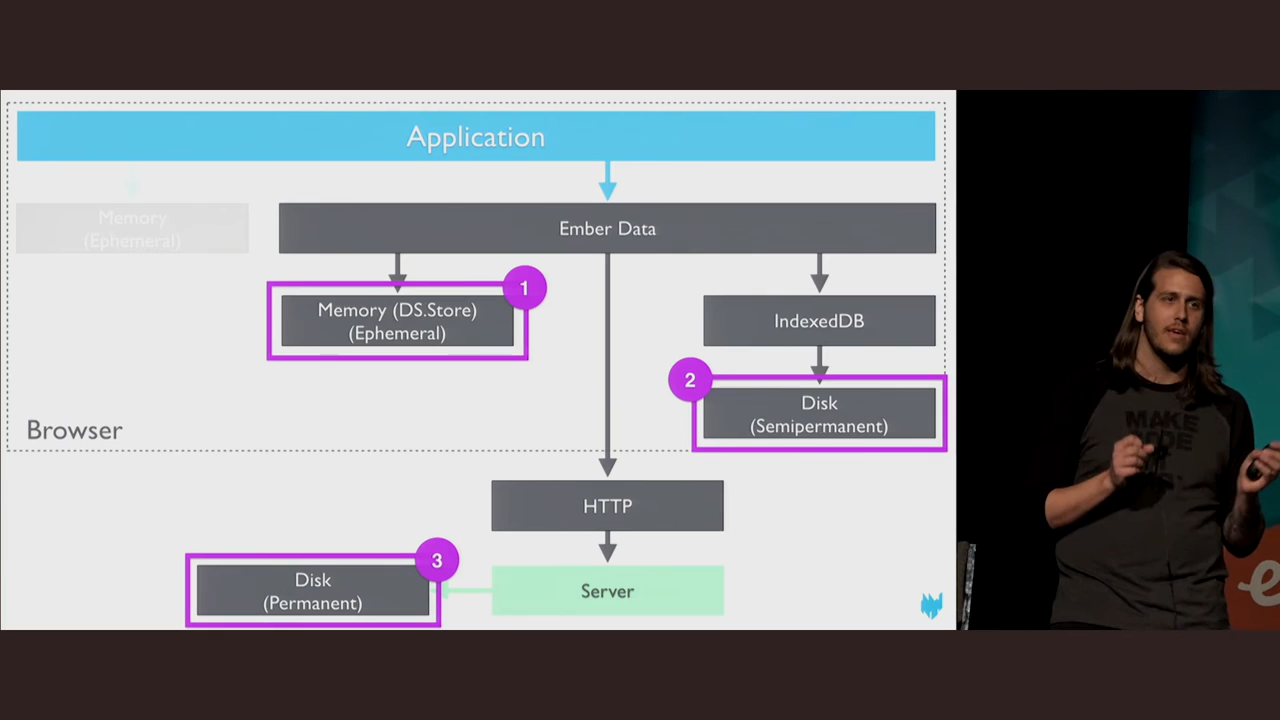 Application
Memory
(Ephemeral)
Ember Data
1
Memory (DS.Store)
(Ephemeral)
IndexedDB
2
Disk
(Semipermanent)
Browser
HTTP
3
Disk
(Permanent)
Server
MAKE
e